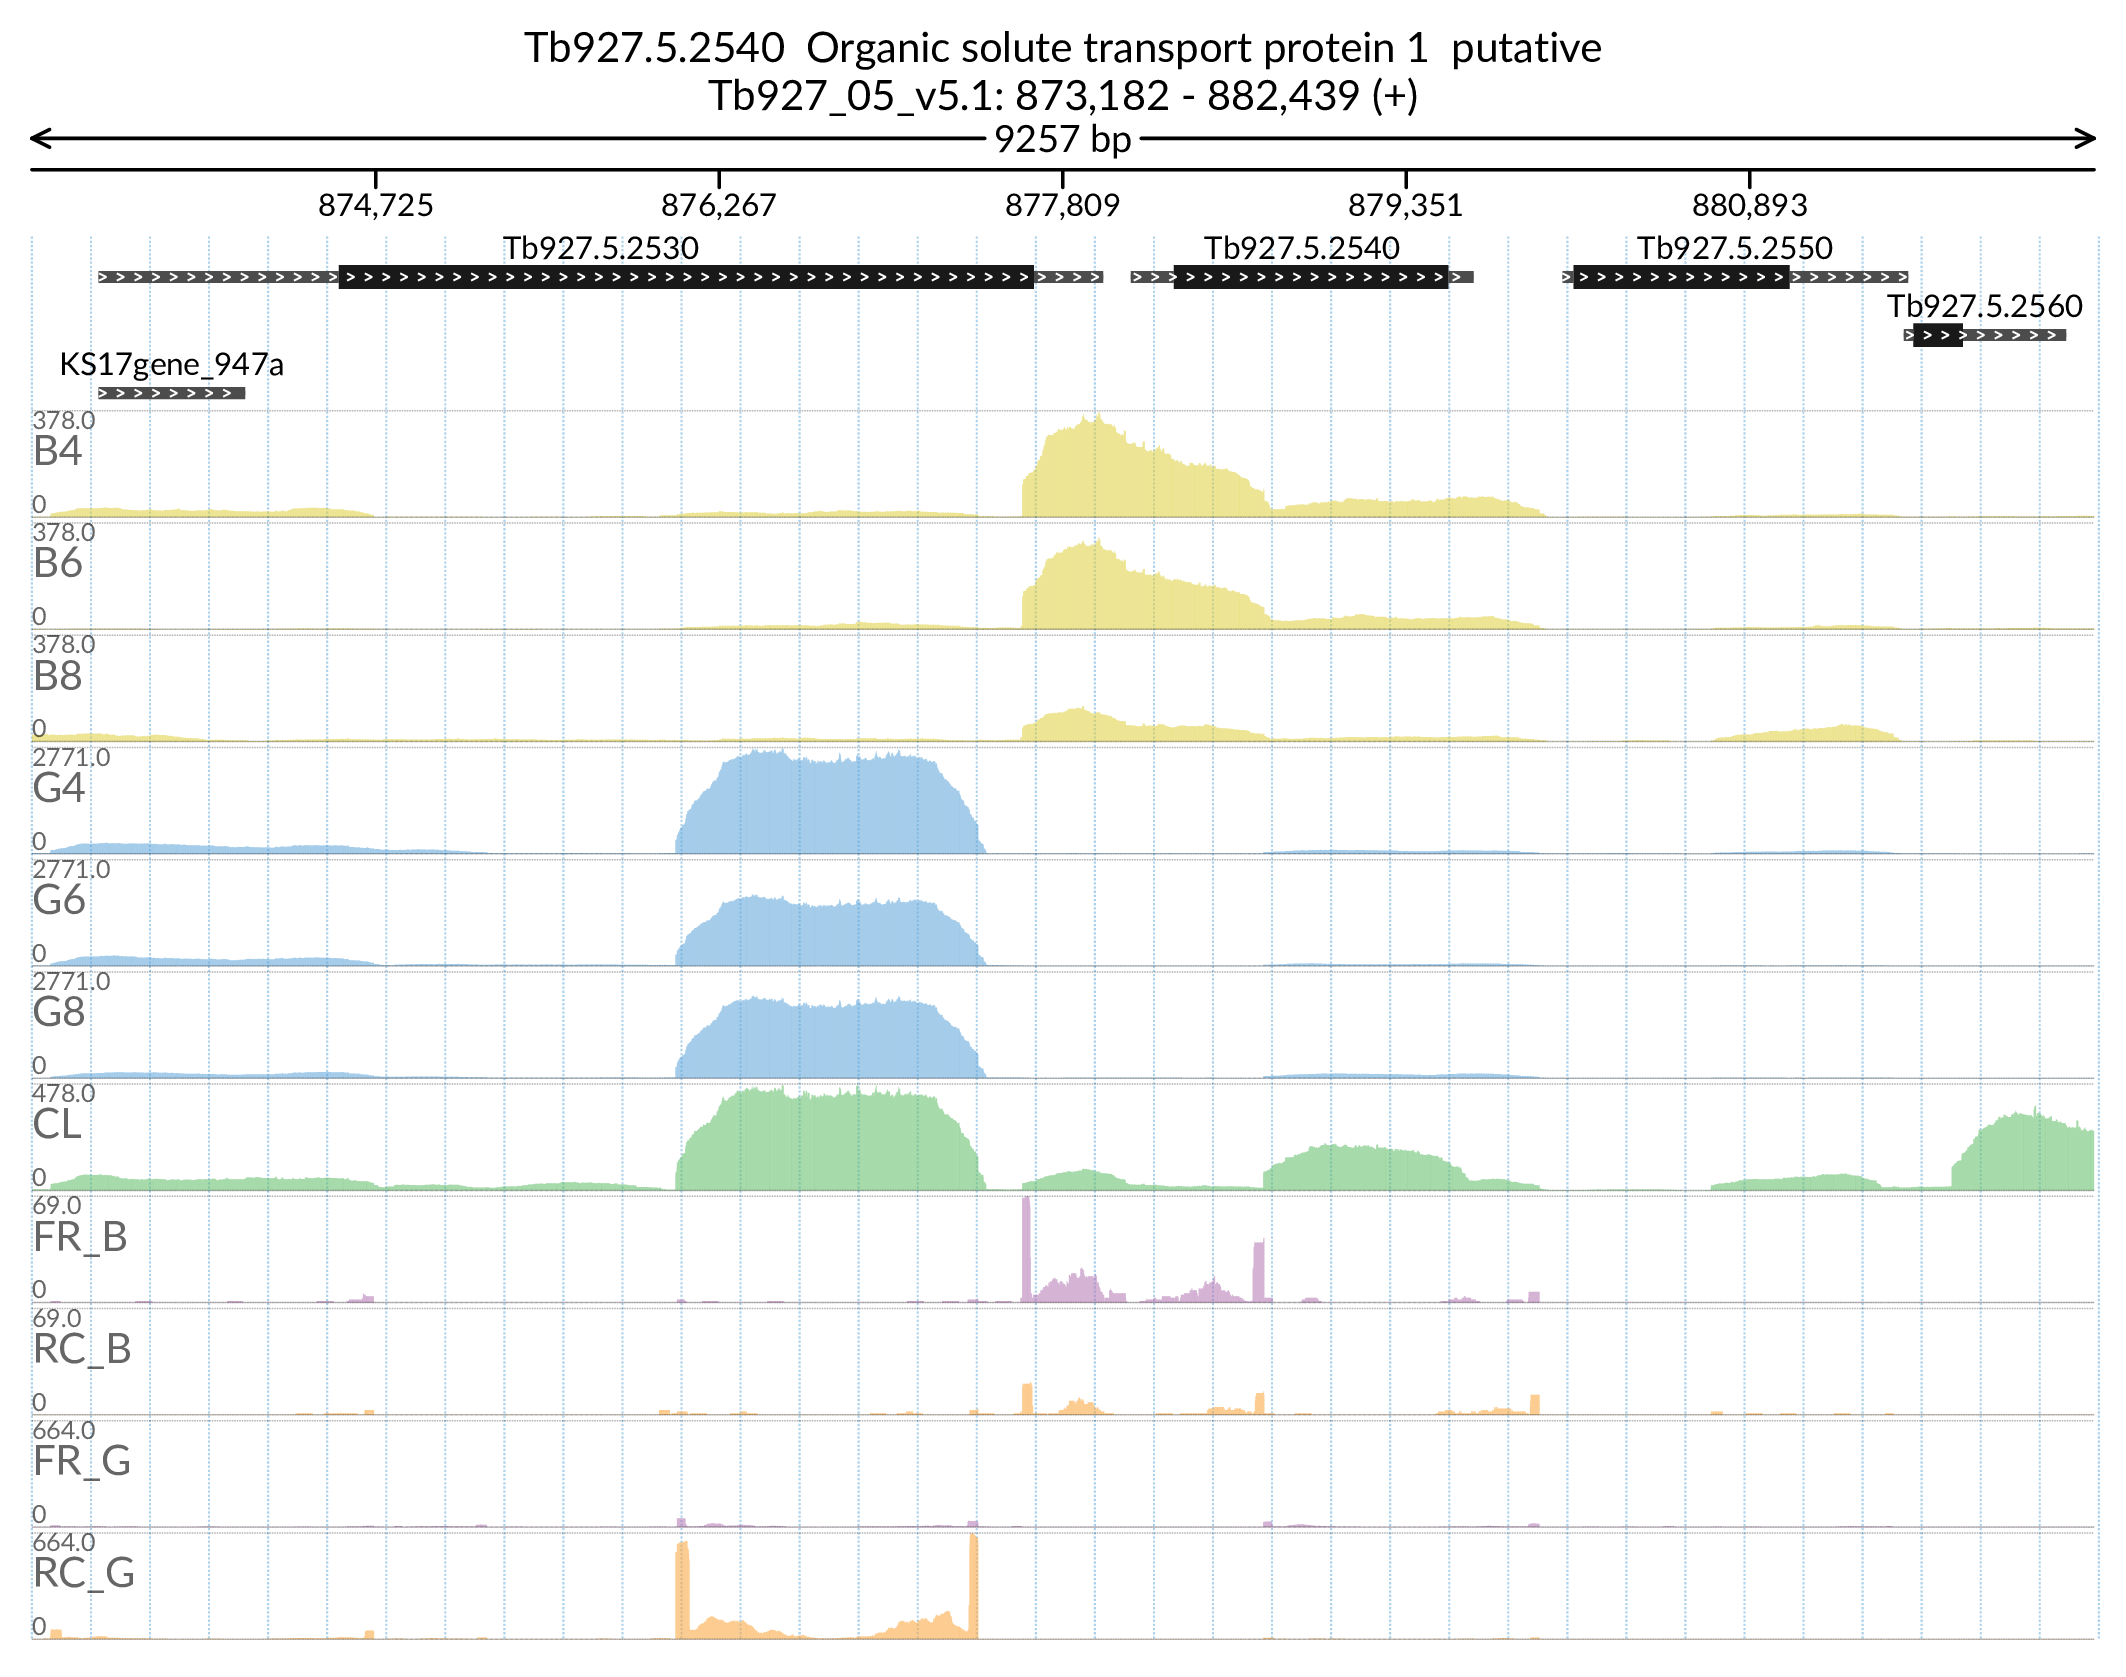 Tb927.5.2540  Organic solute transport protein 1  putative
Tb927_05_v5.1: 873,182 - 882,439 (+)
9257 bp
874,725 876,267 877,809 879,351 880,893
Tb927.5.2530 Tb927.5.2540 Tb927.5.2550
Tb927.5.2560
KS17gene_947a
378.0
B4
0
378.0
B6
0
378.0
B8
0
2771.0
G4
0
2771.0
G6
0
2771.0
G8
0
478.0
CL
0
69.0
FR_B
0
69.0
RC_B
0
664.0
FR_G
0
664.0
RC_G
0